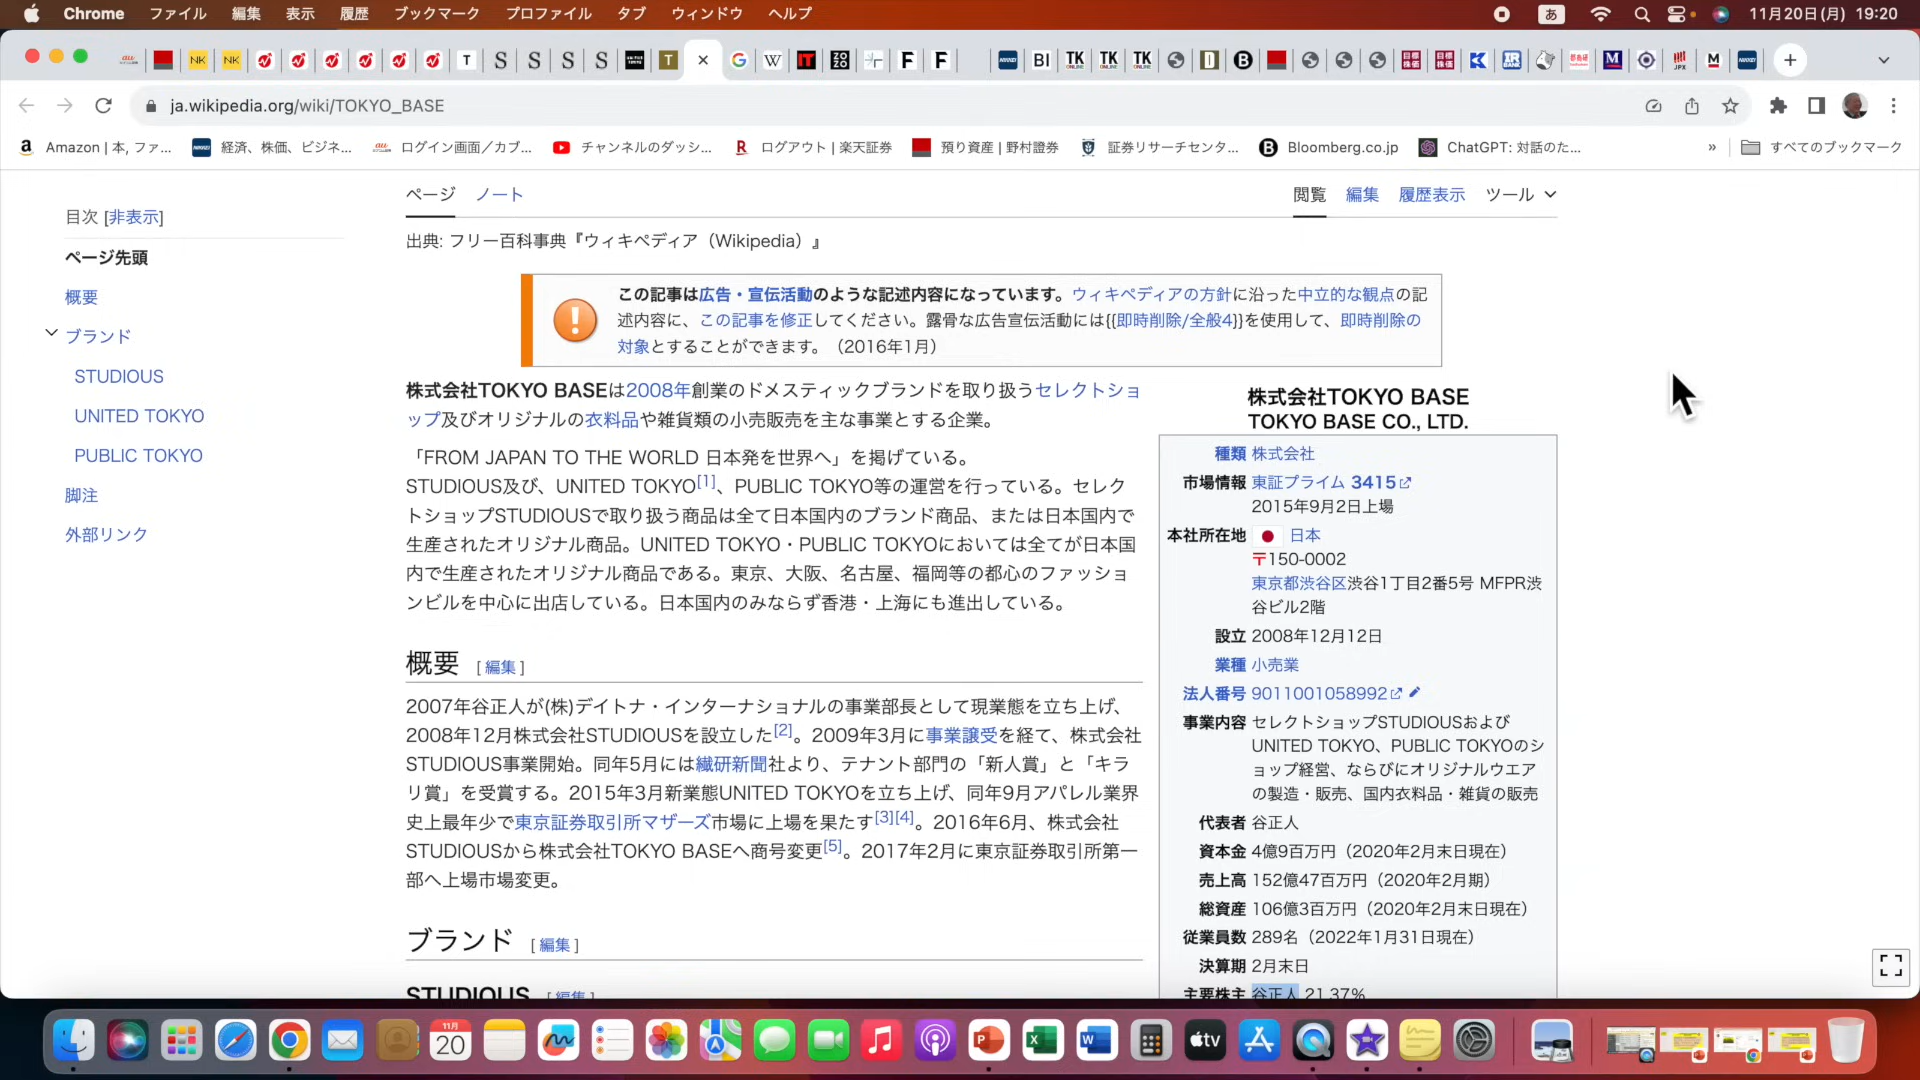 Chrome ファイル 編集 表示 履歴 ブックマーク プロファイル タブ ウィンドウ ヘルプ あ 11月20日(月) 19:20
ja.wikipedia.org/wiki/TOKYO_BASE
Amazon | 本, ファ... 経済、株価、ビジネ... ログイン画面／カブ... チャンネルのダッシ... ログアウト | 楽天証券 預り資産 | 野村證券 証券リサーチセンタ... Bloomberg.co.jp ChatGPT: 対話のた... » すべてのブックマーク
目次 [非表示]
ページ先頭
概要
ブランド
STUDIOUS
UNITED TOKYO
PUBLIC TOKYO
脚注
外部リンク
ページ ノート 閲覧 編集 履歴表示 ツール
出典: フリー百科事典『ウィキペディア（Wikipedia）』
この記事は広告・宣伝活動のような記述内容になっています。ウィキペディアの方針に沿った中立的な観点の記
述内容に、この記事を修正してください。露骨な広告宣伝活動には{{即時削除/全般4}}を使用して、即時削除の
対象とすることができます。（2016年1月）
株式会社TOKYO BASEは2008年創業のドメスティックブランドを取り扱うセレクトショ
ップ及びオリジナルの衣料品や雑貨類の小売販売を主な事業とする企業。
「FROM JAPAN TO THE WORLD 日本発を世界へ」を掲げている。
STUDIOUS及び、UNITED TOKYO[1]、PUBLIC TOKYO等の運営を行っている。セレク
トショップSTUDIOUSで取り扱う商品は全て日本国内のブランド商品、または日本国内で
生産されたオリジナル商品。UNITED TOKYO・PUBLIC TOKYOにおいては全てが日本国
内で生産されたオリジナル商品である。東京、大阪、名古屋、福岡等の都心のファッショ
ンビルを中心に出店している。日本国内のみならず香港・上海にも進出している。
概要 [ 編集 ]
2007年谷正人が(株)デイトナ・インターナショナルの事業部長として現業態を立ち上げ、
2008年12月株式会社STUDIOUSを設立した[2]。2009年3月に事業譲受を経て、株式会社
STUDIOUS事業開始。同年5月には繊研新聞社より、テナント部門の「新人賞」と「キラ
リ賞」を受賞する。2015年3月新業態UNITED TOKYOを立ち上げ、同年9月アパレル業界
史上最年少で東京証券取引所マザーズ市場に上場を果たす[3][4]。2016年6月、株式会社
STUDIOUSから株式会社TOKYO BASEへ商号変更[5]。2017年2月に東京証券取引所第一
部へ上場市場変更。
ブランド [ 編集 ]
STUDIOUS [ 編集 ]
株式会社TOKYO BASE
TOKYO BASE CO., LTD.
種類 株式会社
市場情報 東証プライム 3415
2015年9月2日上場
本社所在地 日本
〒150-0002
東京都渋谷区渋谷1丁目2番5号 MFPR渋
谷ビル2階
設立 2008年12月12日
業種 小売業
法人番号 9011001058992
事業内容 セレクトショップSTUDIOUSおよび
UNITED TOKYO、PUBLIC TOKYOのシ
ョップ経営、ならびにオリジナルウエア
の製造・販売、国内衣料品・雑貨の販売
代表者 谷正人
資本金 4億9百万円（2020年2月末日現在）
売上高 152億47百万円（2020年2月期）
総資産 106億3百万円（2020年2月末日現在）
従業員数 289名（2022年1月31日現在）
決算期 2月末日
主要株主 谷正人 21.37%
11月
20
tv